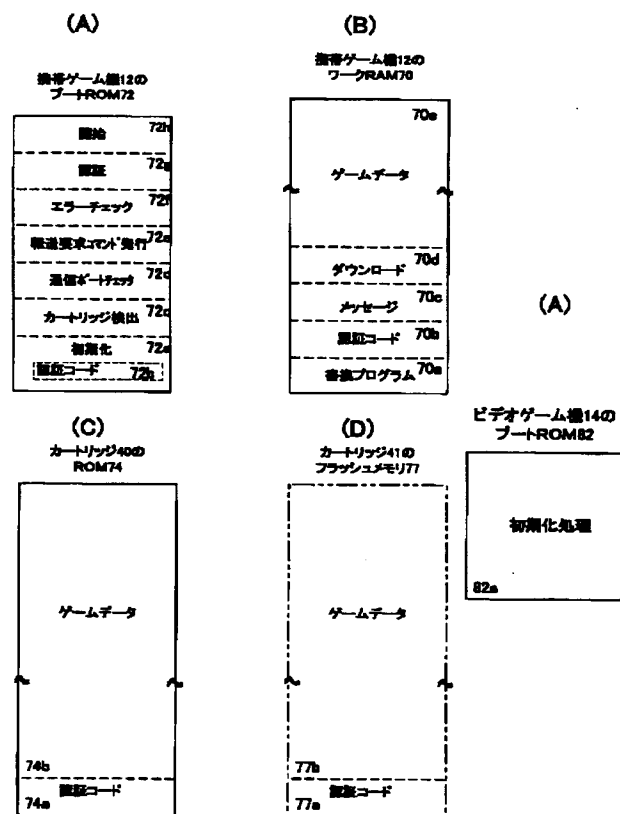 (A)
携帯ゲーム機12の
ブートROM72
開始 72h
認証 72g
エラーチェック 72f
転送要求コマンド発行 72e
通信ポートチェック 72d
カートリッジ検出 72c
初期化 72a
認証コード 72b
(B)
携帯ゲーム機12の
ワークRAM70
70e
ゲームデータ
ダウンロード 70d
メッセージ 70c
認証コード 70b
書換プログラム 70a
(C)
カートリッジ40の
ROM74
ゲームデータ
74b
認証コード
74a
(D)
カートリッジ41の
フラッシュメモリ77
ゲームデータ
77b
認証コード
77a
(A)
ビデオゲーム機14の
ブートROM82
初期化処理
82a